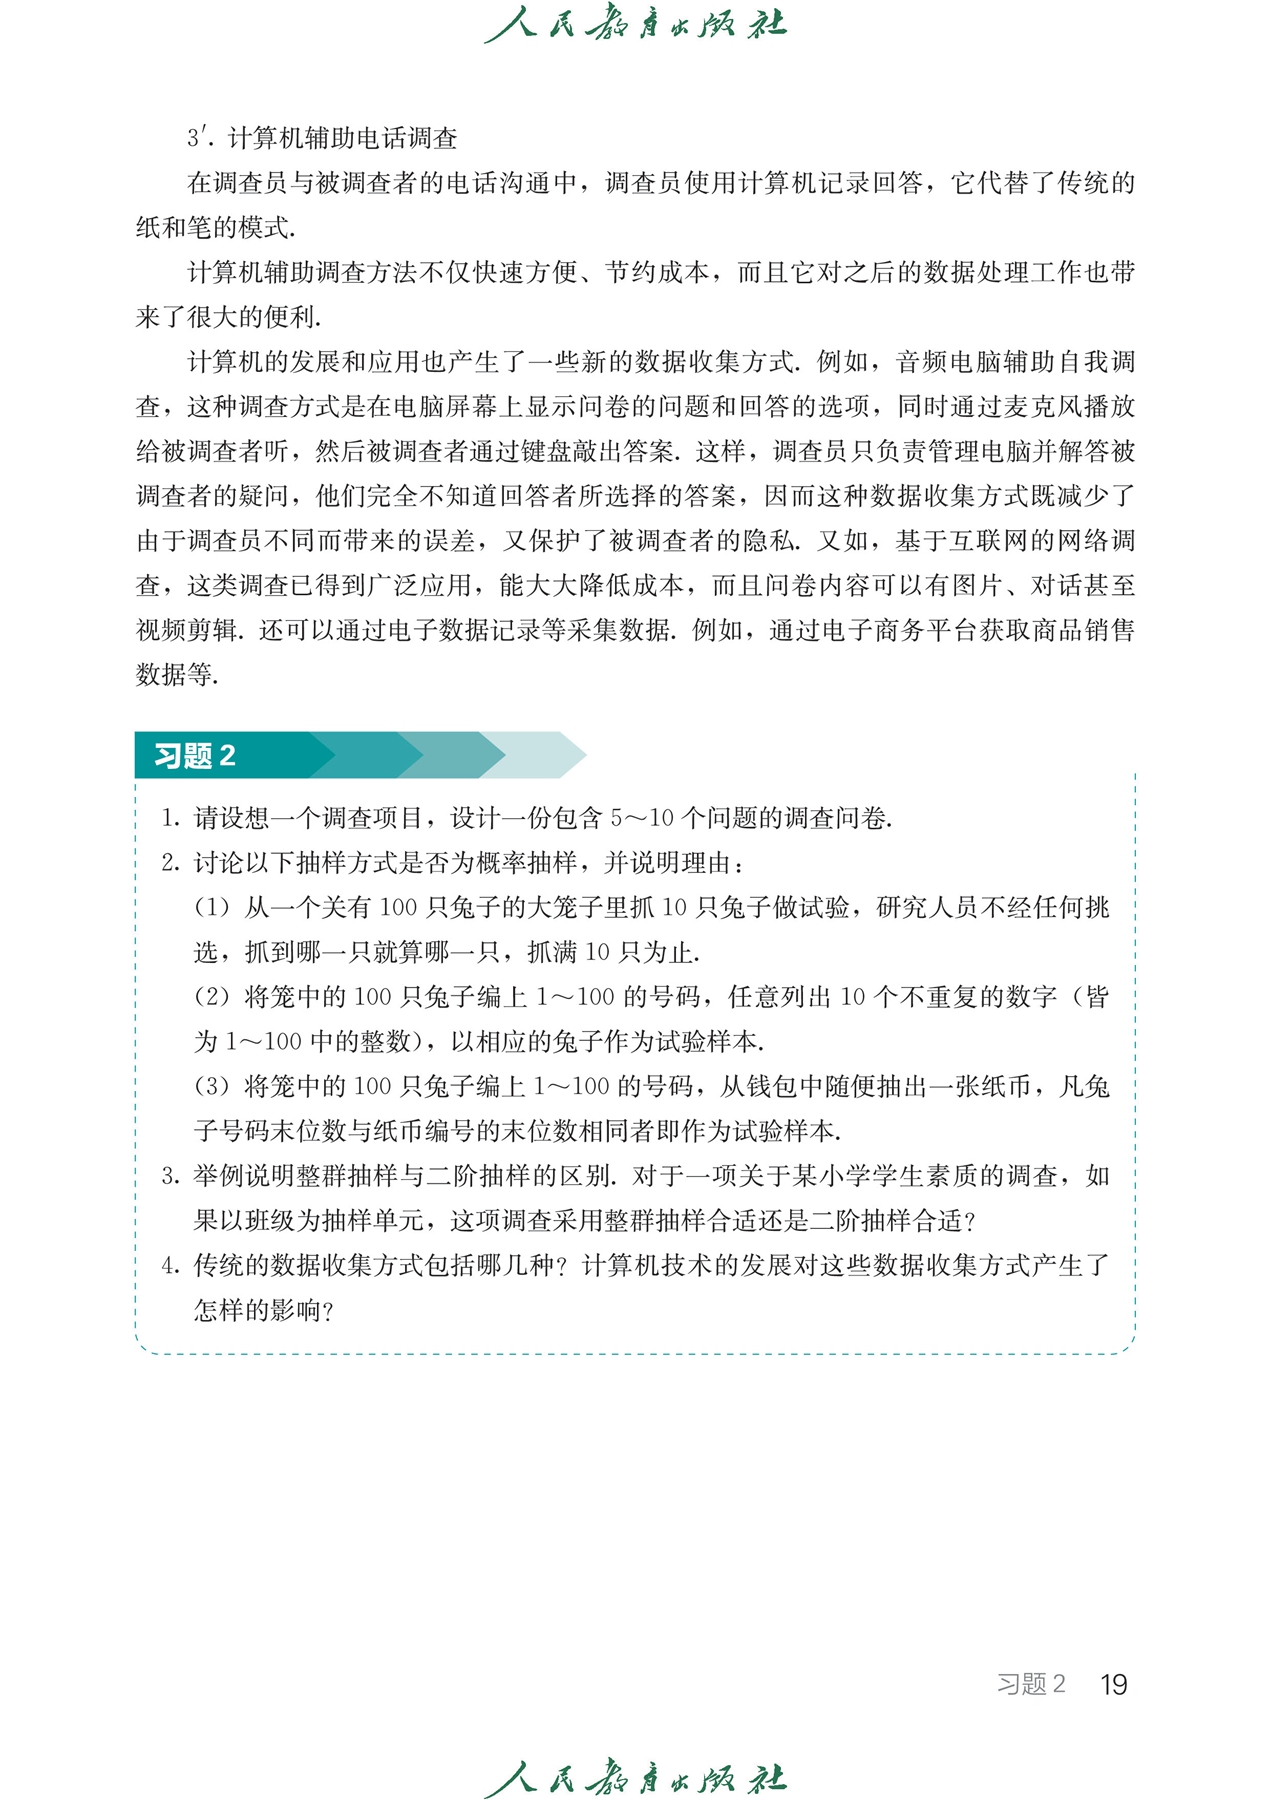 人民教育出版社
3′. 计算机辅助电话调查
在调查员与被调查者的电话沟通中，调查员使用计算机记录回答，它代替了传统的
纸和笔的模式.
计算机辅助调查方法不仅快速方便、节约成本，而且它对之后的数据处理工作也带
来了很大的便利.
计算机的发展和应用也产生了一些新的数据收集方式. 例如，音频电脑辅助自我调
查，这种调查方式是在电脑屏幕上显示问卷的问题和回答的选项，同时通过麦克风播放
给被调查者听，然后被调查者通过键盘敲出答案. 这样，调查员只负责管理电脑并解答被
调查者的疑问，他们完全不知道回答者所选择的答案，因而这种数据收集方式既减少了
由于调查员不同而带来的误差，又保护了被调查者的隐私. 又如，基于互联网的网络调
查，这类调查已得到广泛应用，能大大降低成本，而且问卷内容可以有图片、对话甚至
视频剪辑. 还可以通过电子数据记录等采集数据. 例如，通过电子商务平台获取商品销售
数据等.
习题 2
1. 请设想一个调查项目，设计一份包含 5～10 个问题的调查问卷.
2. 讨论以下抽样方式是否为概率抽样，并说明理由：
（1）从一个关有 100 只兔子的大笼子里抓 10 只兔子做试验，研究人员不经任何挑
选，抓到哪一只就算哪一只，抓满 10 只为止.
（2）将笼中的 100 只兔子编上 1～100 的号码，任意列出 10 个不重复的数字（皆
为 1～100 中的整数），以相应的兔子作为试验样本.
（3）将笼中的 100 只兔子编上 1～100 的号码，从钱包中随便抽出一张纸币，凡兔
子号码末位数与纸币编号的末位数相同者即作为试验样本.
3. 举例说明整群抽样与二阶抽样的区别. 对于一项关于某小学学生素质的调查，如
果以班级为抽样单元，这项调查采用整群抽样合适还是二阶抽样合适？
4. 传统的数据收集方式包括哪几种？计算机技术的发展对这些数据收集方式产生了
怎样的影响？
习题 2 19
人民教育出版社